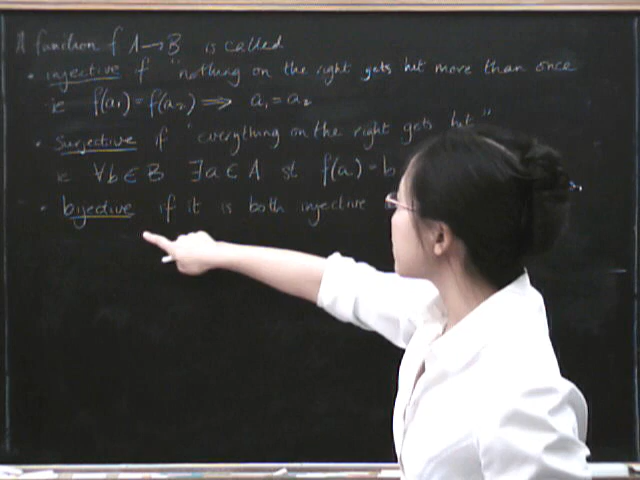 A function f A→B is called
• injective if "nothing on the right gets hit more than once
ie f(a₁) = f(a₂) ⟹ a₁ = a₂
• Surjective if "everything on the right gets hit"
ie ∀b ∈ B ∃a ∈ A st f(a) = b
• bijective if it is both injective